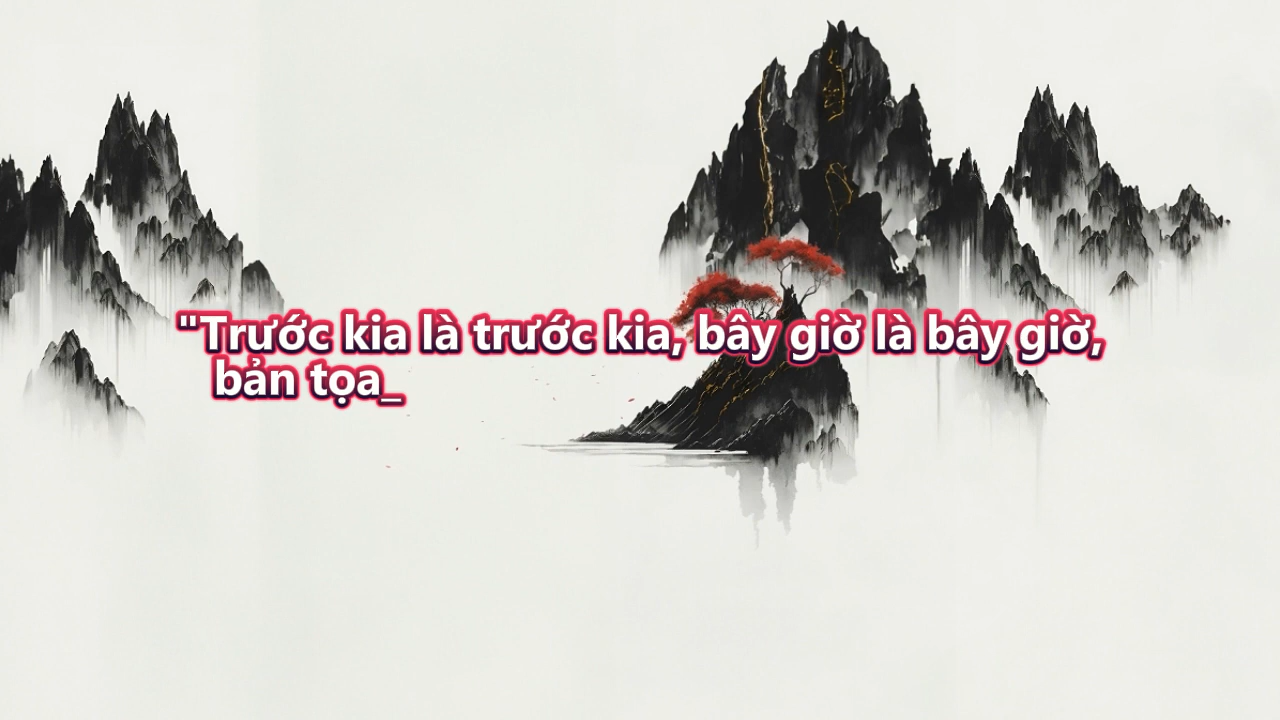 "Trước kia là trước kia, bây giờ là bây giờ,
bản tọa_